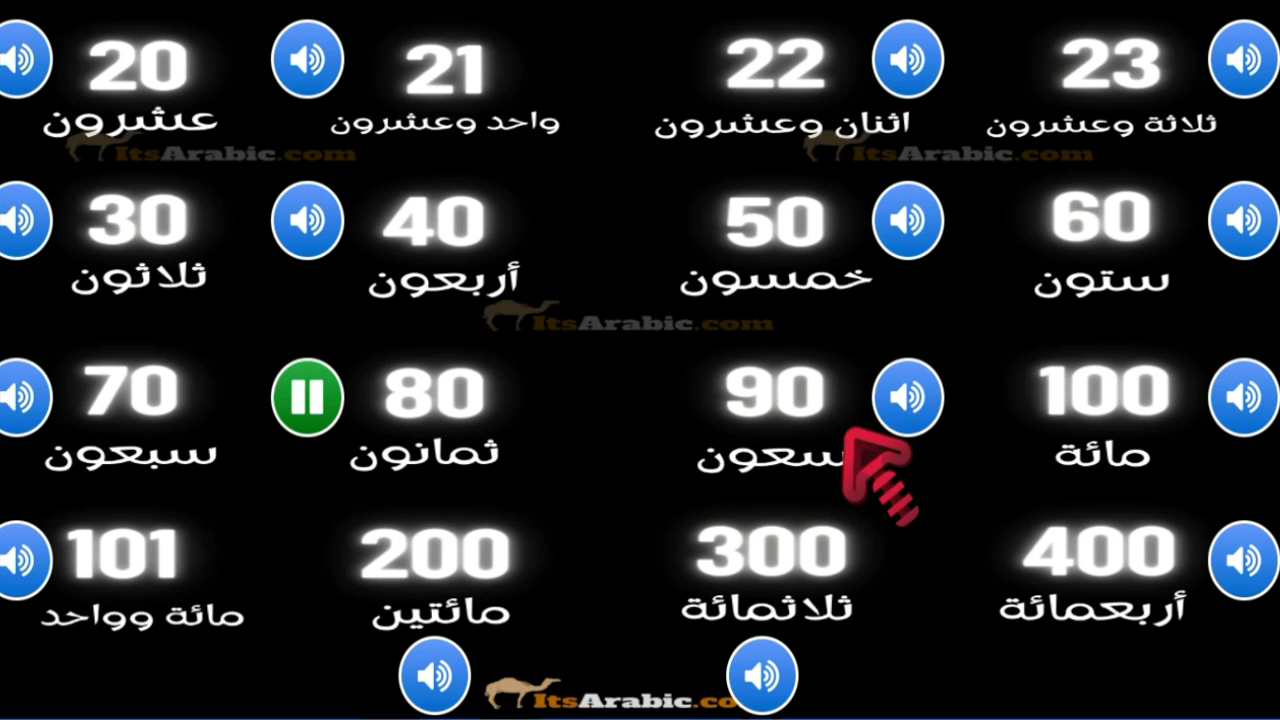 20 21 22 23
عشرون واحد وعشرون اثنان وعشرون ثلاثة وعشرون
ItsArabic.com ItsArabic.com
30 40 50 60
ثلاثون أربعون خمسون ستون
ItsArabic.com
70 80 90 100
سبعون ثمانون مائة
101 200 300 400
مائة وواحد مائتين ثلاثمائة أربعمائة
ItsArabic.co